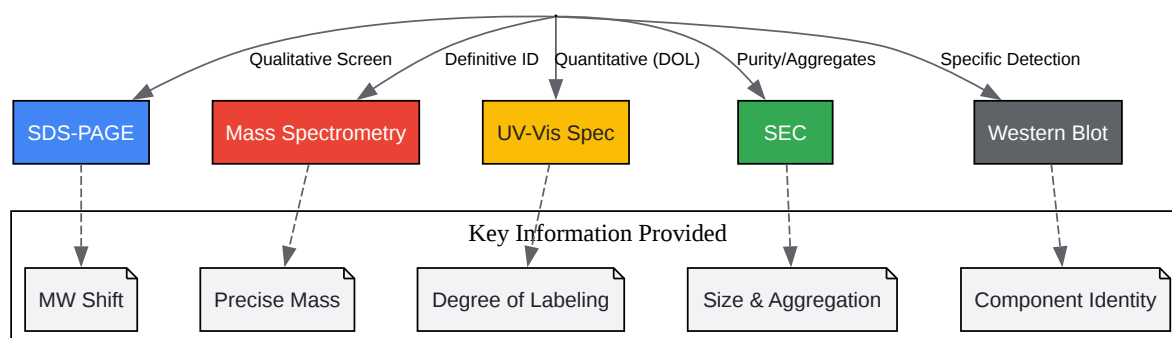 Qualitative Screen
Definitive ID
Quantitative (DOL)
Purity/Aggregates
Specific Detection
SDS-PAGE
Mass Spectrometry
UV-Vis Spec
SEC
Western Blot
Key Information Provided
MW Shift
Precise Mass
Degree of Labeling
Size & Aggregation
Component Identity